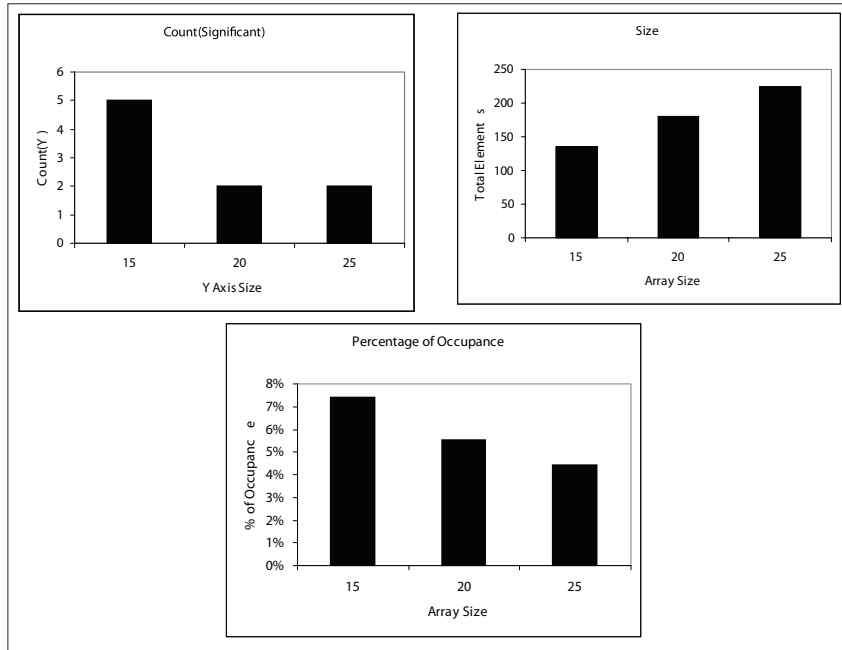 Count(Significant)
6
5
4
3
2
1
0
Count(Y )
15 20 25
Y Axis Size
Size
250
200
150
100
50
0
Total Element s
15 20 25
Array Size
Percentage of Occupance
8%
7%
6%
5%
4%
3%
2%
1%
0%
% of Occupanc e
15 20 25
Array Size